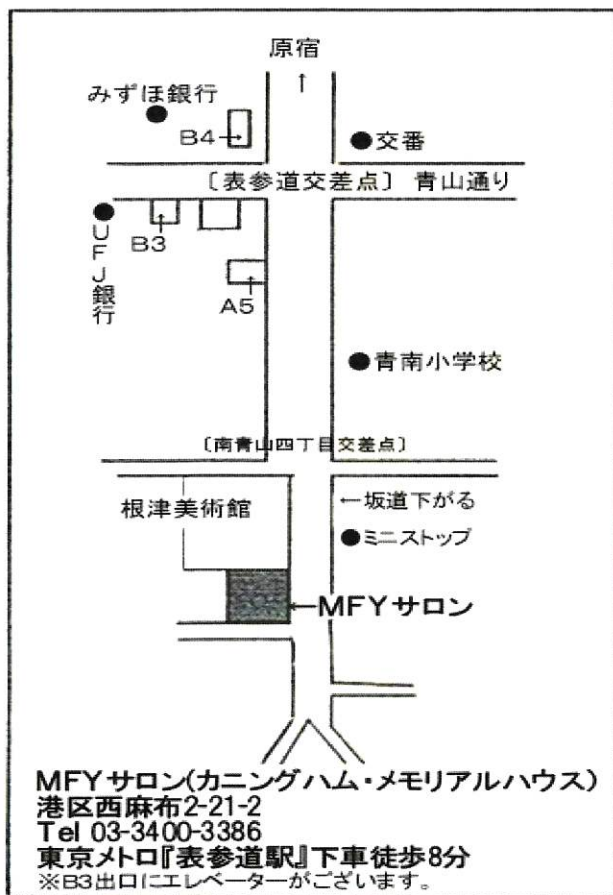 原宿
↑
みずほ銀行
B4
交番
〔表参道交差点〕 青山通り
B3
UFJ銀行
A5
青南小学校
〔南青山四丁目交差点〕
根津美術館
←坂道下がる
ミニストップ
←MFYサロン
MFYサロン(カニングハム・メモリアルハウス)
港区西麻布2-21-2
Tel 03-3400-3386
東京メトロ『表参道駅』下車徒歩8分
※B3出口にエレベーターがございます。